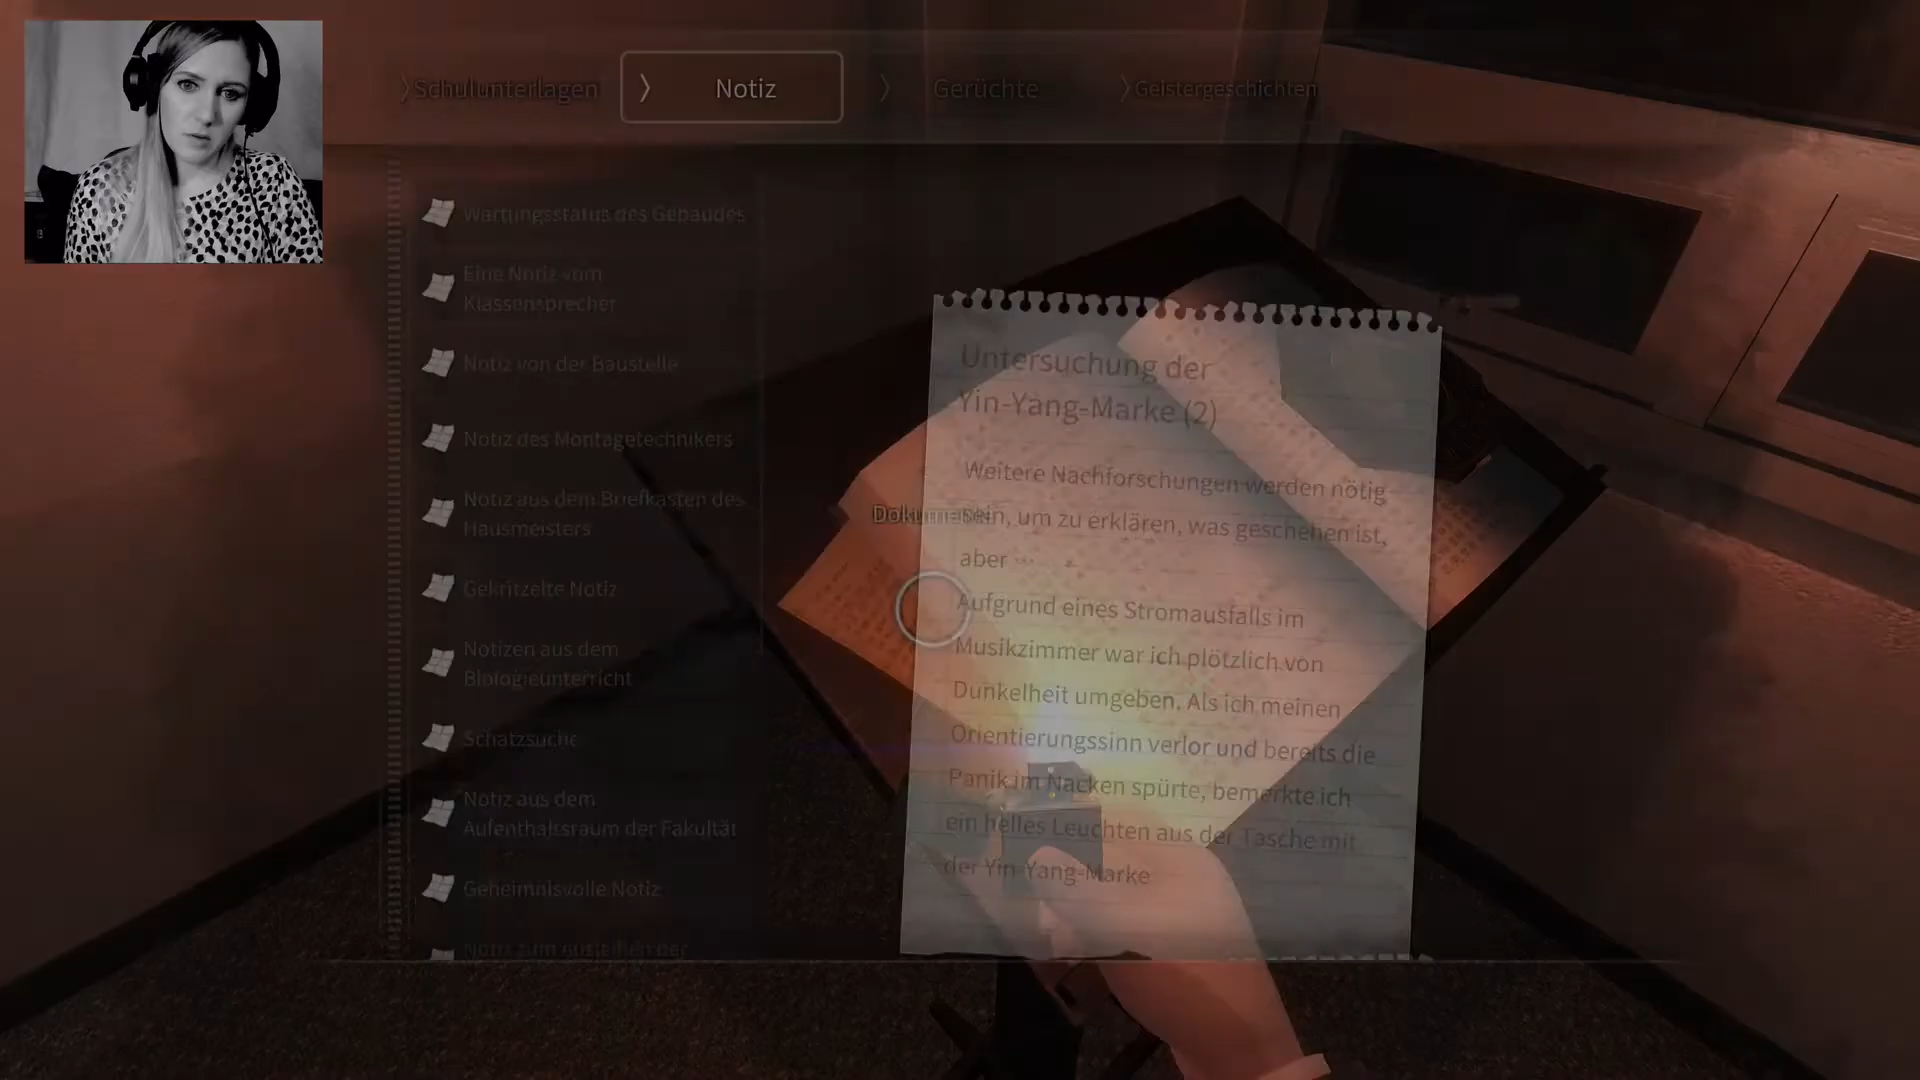 Schulunterlagen
Notiz
Gerüchte
Geistergeschichten
Wartungsstatus des Gebäudes
Eine Notiz vom
Klassensprecher
Notiz von der Baustelle
Notiz des Montagetechnikers
Notiz aus dem Briefkasten des
Hausmeisters
Gekritzelte Notiz
Notizen aus dem
Biologieunterricht
Schatzsuche
Notiz aus dem
Aufenthaltsraum der Fakultät
Geheimnisvolle Notiz
Untersuchung der
Yin-Yang-Marke (2)
Weitere Nachforschungen werden nötig
sein, um zu erklären, was geschehen ist,
aber ···
Aufgrund eines Stromausfalls im
Musikzimmer war ich plötzlich von
Dunkelheit umgeben. Als ich meinen
Orientierungssinn verlor und bereits die
Panik im Nacken spürte, bemerkte ich
ein helles Leuchten aus der Tasche mit
der Yin-Yang-Marke